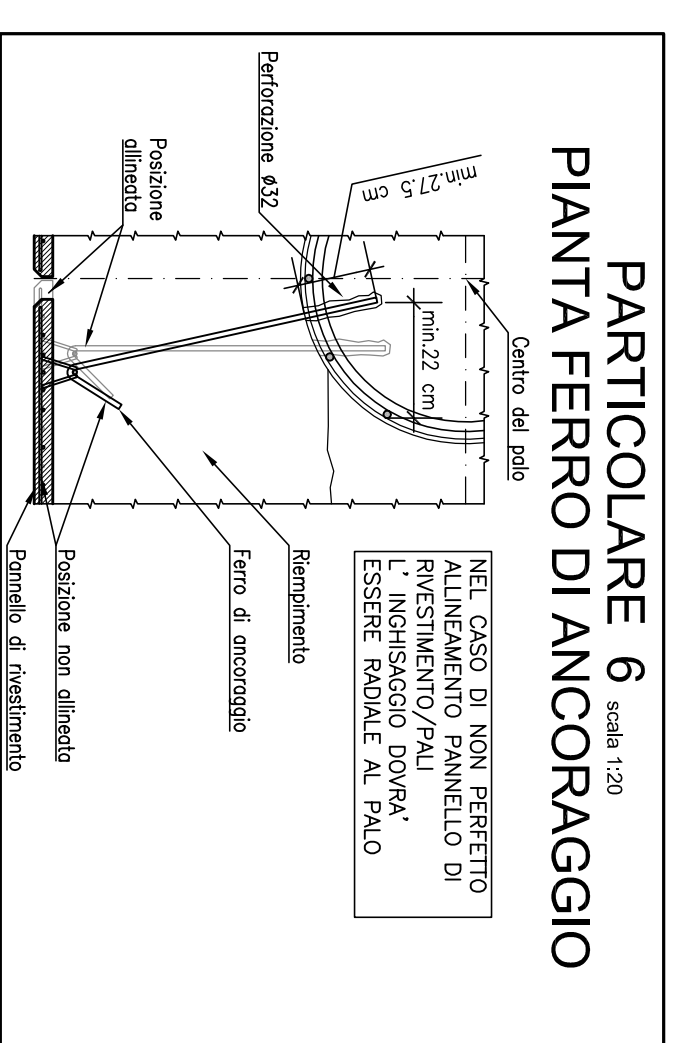 PARTICOLARE 6 scala 1:20
PIANTA FERRO DI ANCORAGGIO
Centro del palo
min.27.5 cm
min.22 cm
Perforazione Ø32
Posizione
allineata
NEL CASO DI NON PERFETTO
ALLINEAMENTO PANNELLO DI
RIVESTIMENTO/PALI
L' INGHISAGGIO DOVRA'
ESSERE RADIALE AL PALO
Riempimento
Ferro di ancoraggio
Posizione non allineata
Pannello di rivestimento